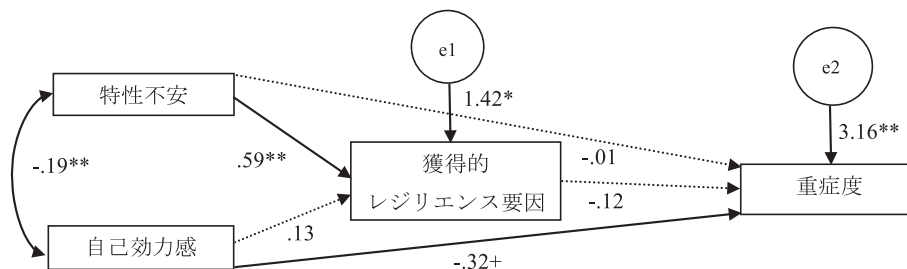 e1
e2
特性不安
1.42*
3.16**
-.19**
.59**
獲得的
レジリエンス要因
-.01
重症度
-.12
.13
自己効力感
-.32+